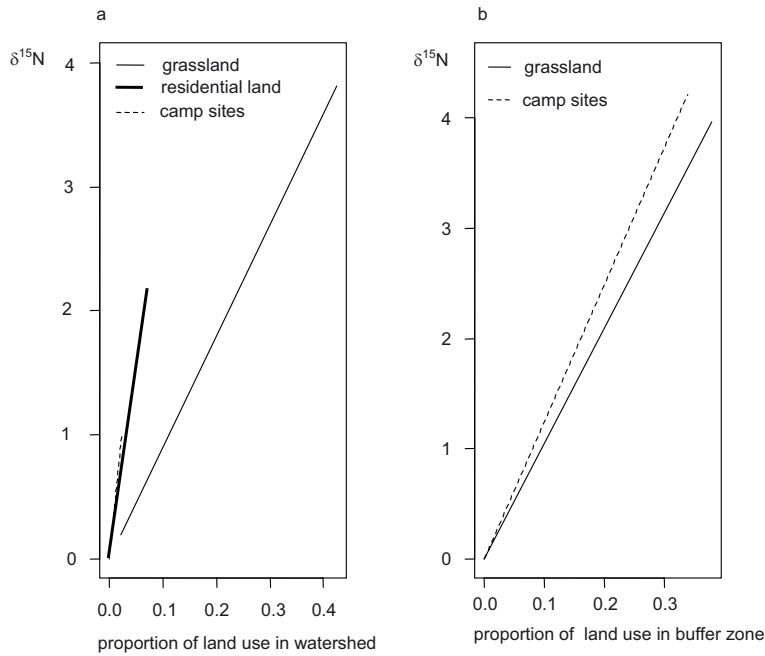 a
δ¹⁵N
grassland
residential land
camp sites
4
3
2
1
0
0.0 0.1 0.2 0.3 0.4
proportion of land use in watershed
b
δ¹⁵N
grassland
camp sites
4
3
2
1
0
0.0 0.1 0.2 0.3
proportion of land use in buffer zone